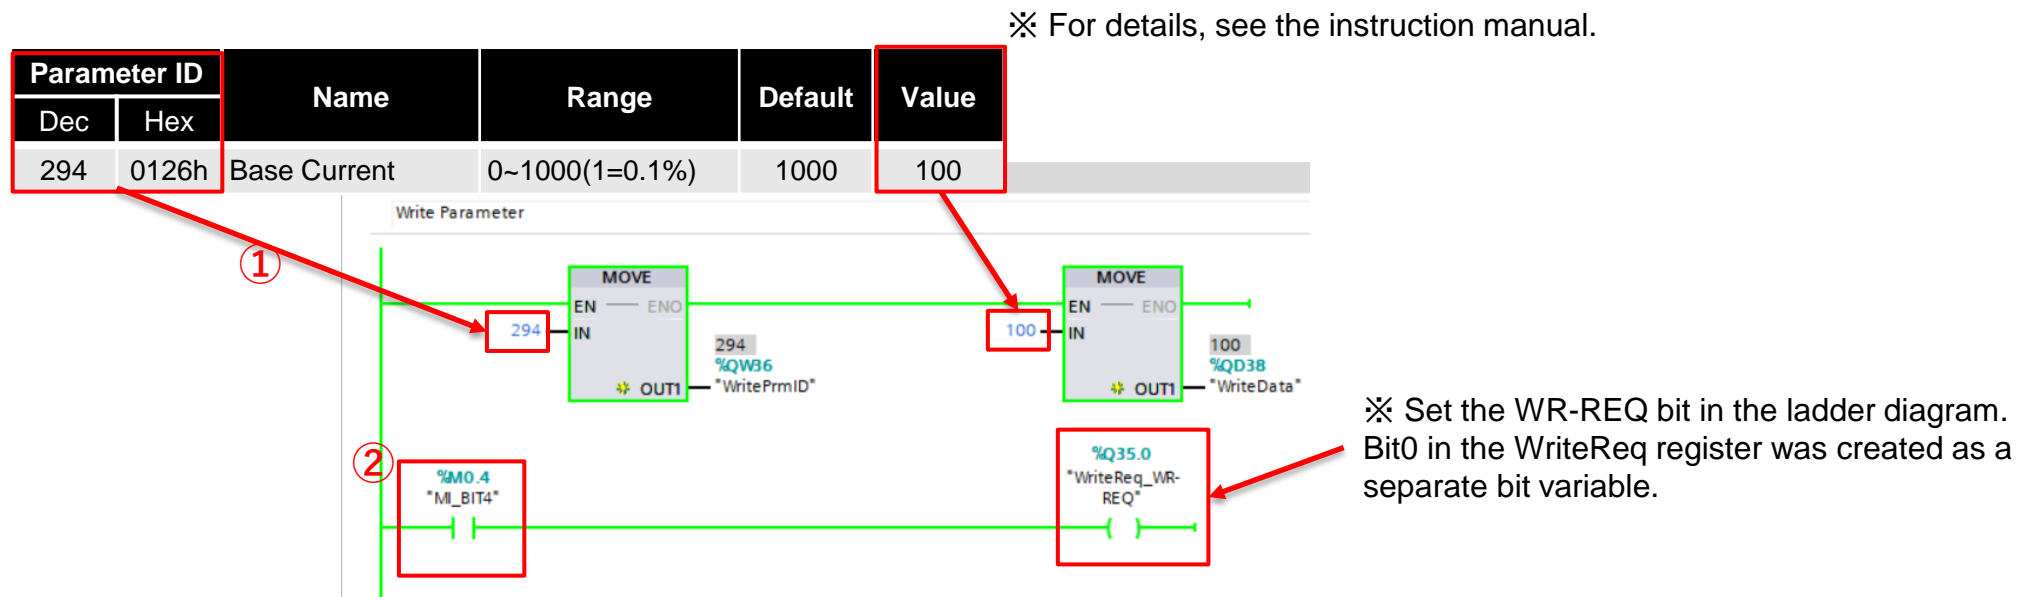 ※ For details, see the instruction manual.
Parameter ID Name Range Default Value
Dec Hex
294 0126h Base Current 0~1000(1=0.1%) 1000 100
Write Parameter
①
MOVE MOVE
EN ENO EN ENO
294 IN 100 IN
294 100
%QW36 %QD38
OUT1 "WritePrmID" OUT1 "WriteData"
※ Set the WR-REQ bit in the ladder diagram.
Bit0 in the WriteReq register was created as a
separate bit variable.
②
%M0.4 %Q35.0
"MI_BIT4" "WriteReq_WR-
REQ"